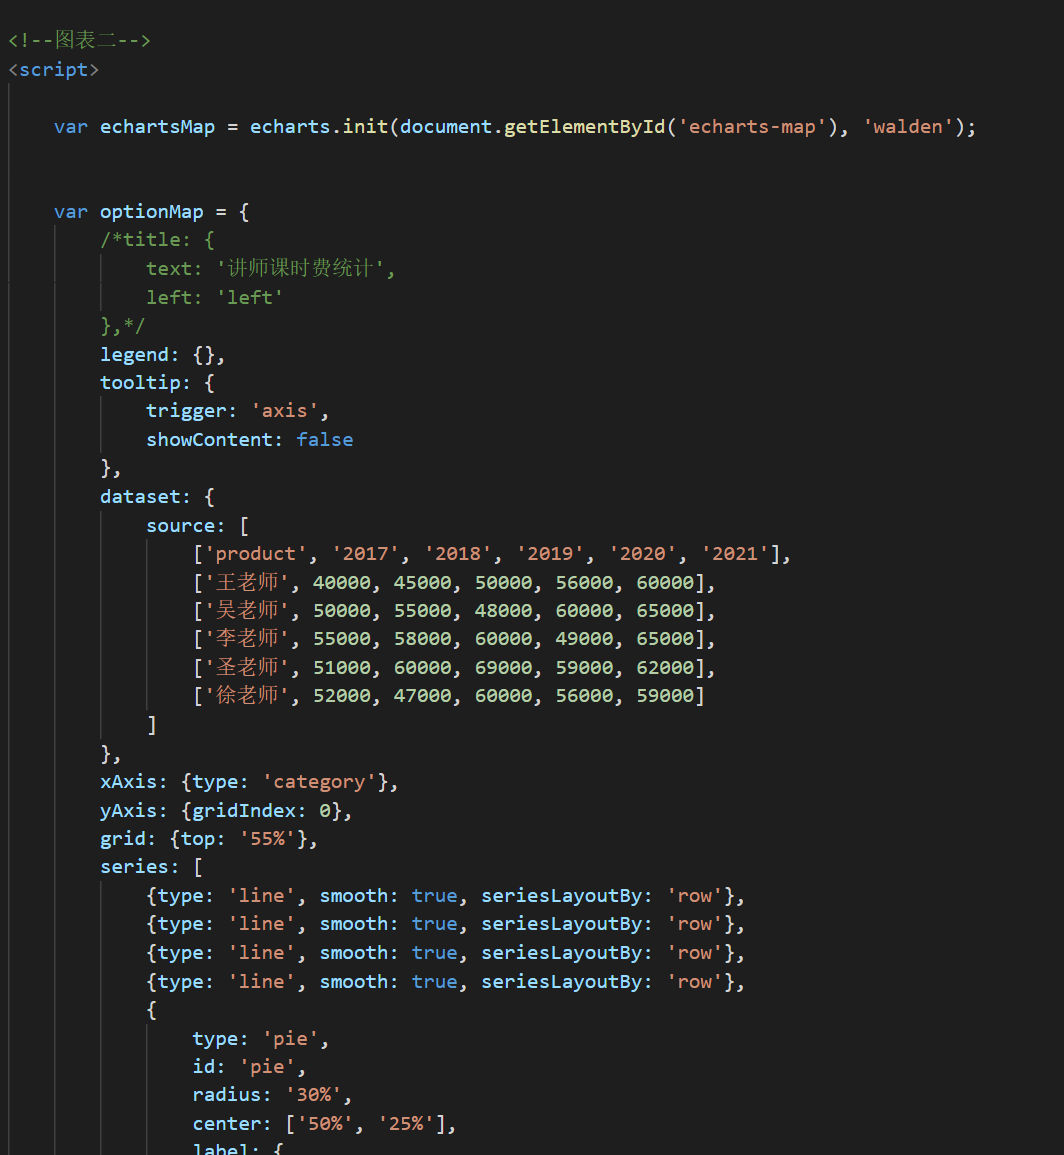 <!--图表二-->
<script>
var echartsMap = echarts.init(document.getElementById('echarts-map'), 'walden');
var optionMap = {
/*title: {
text: '讲师课时费统计',
left: 'left'
},*/
legend: {},
tooltip: {
trigger: 'axis',
showContent: false
},
dataset: {
source: [
['product', '2017', '2018', '2019', '2020', '2021'],
['王老师', 40000, 45000, 50000, 56000, 60000],
['吴老师', 50000, 55000, 48000, 60000, 65000],
['李老师', 55000, 58000, 60000, 49000, 65000],
['圣老师', 51000, 60000, 69000, 59000, 62000],
['徐老师', 52000, 47000, 60000, 56000, 59000]
]
},
xAxis: {type: 'category'},
yAxis: {gridIndex: 0},
grid: {top: '55%'},
series: [
{type: 'line', smooth: true, seriesLayoutBy: 'row'},
{type: 'line', smooth: true, seriesLayoutBy: 'row'},
{type: 'line', smooth: true, seriesLayoutBy: 'row'},
{type: 'line', smooth: true, seriesLayoutBy: 'row'},
{
type: 'pie',
id: 'pie',
radius: '30%',
center: ['50%', '25%'],
label: {